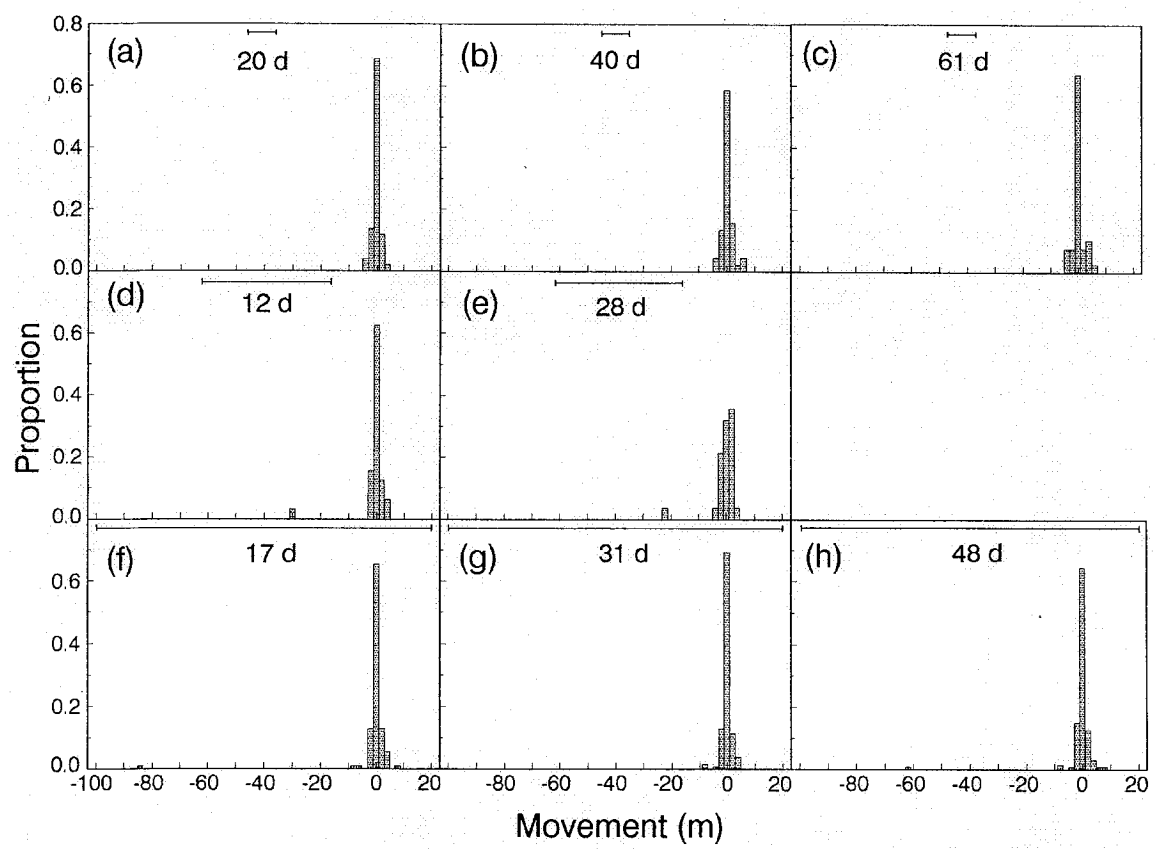 0.8
(a)
20 d
(b)
40 d
(c)
61 d
0.6
0.4
0.2
0.0
(d)
12 d
(e)
28 d
0.6
0.4
0.2
0.0
(f)
17 d
(g)
31 d
(h)
48 d
0.6
0.4
0.2
0.0
-100 -80 -60 -40 -20 0 20
-80 -60 -40 -20 0 20
-80 -60 -40 -20 0 20
Proportion
Movement (m)